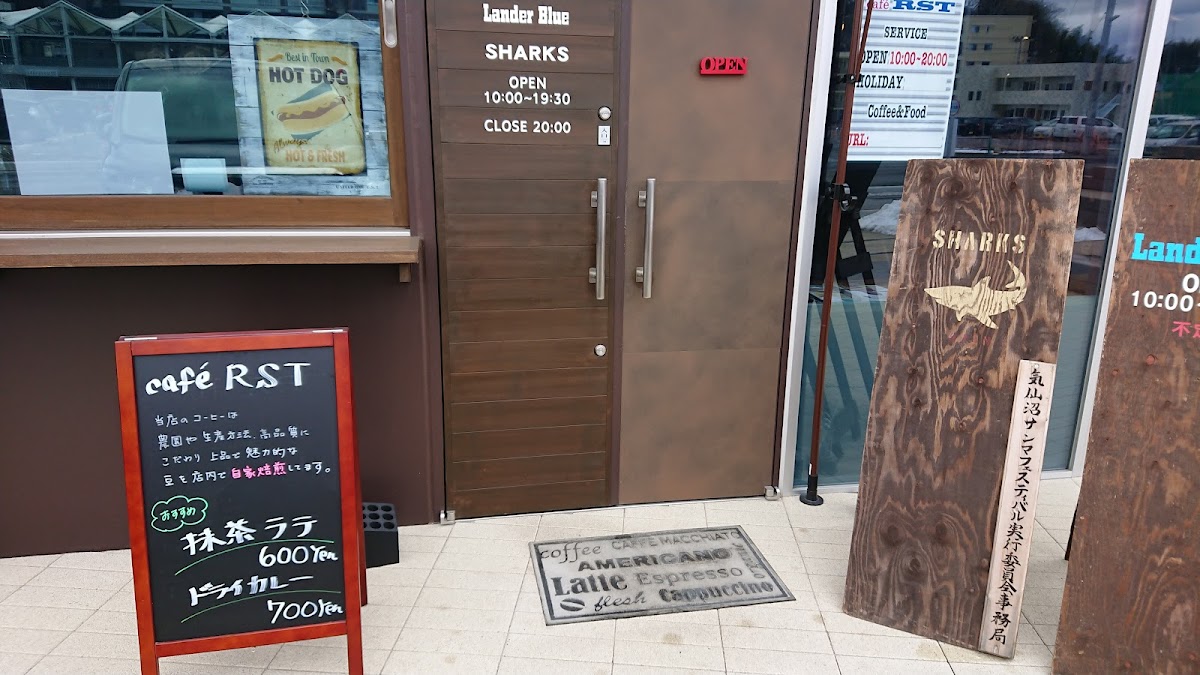 Best in Town
HOT DOG
HOT & FRESH
Lander Blue
SHARKS
OPEN
10:00~19:30
CLOSE 20:00
OPEN
café RST
SERVICE
OPEN 10:00~20:00
HOLIDAY
Coffee&Food
URL:
café RST
当店のコーヒーは
農園や生産方法、高品質に
こだわり上品で魅力的な
豆を店内で自家焙煎してます。
おすすめ
抹茶ラテ
600Yen
ドライカレー
700Yen
coffee CAFFE MACCHIATO
AMERICANO
Latte Espresso
flesh Cappuccino
SHARKS
気仙沼サンマフェスティバル実行委員会事務局
Land
10:00~